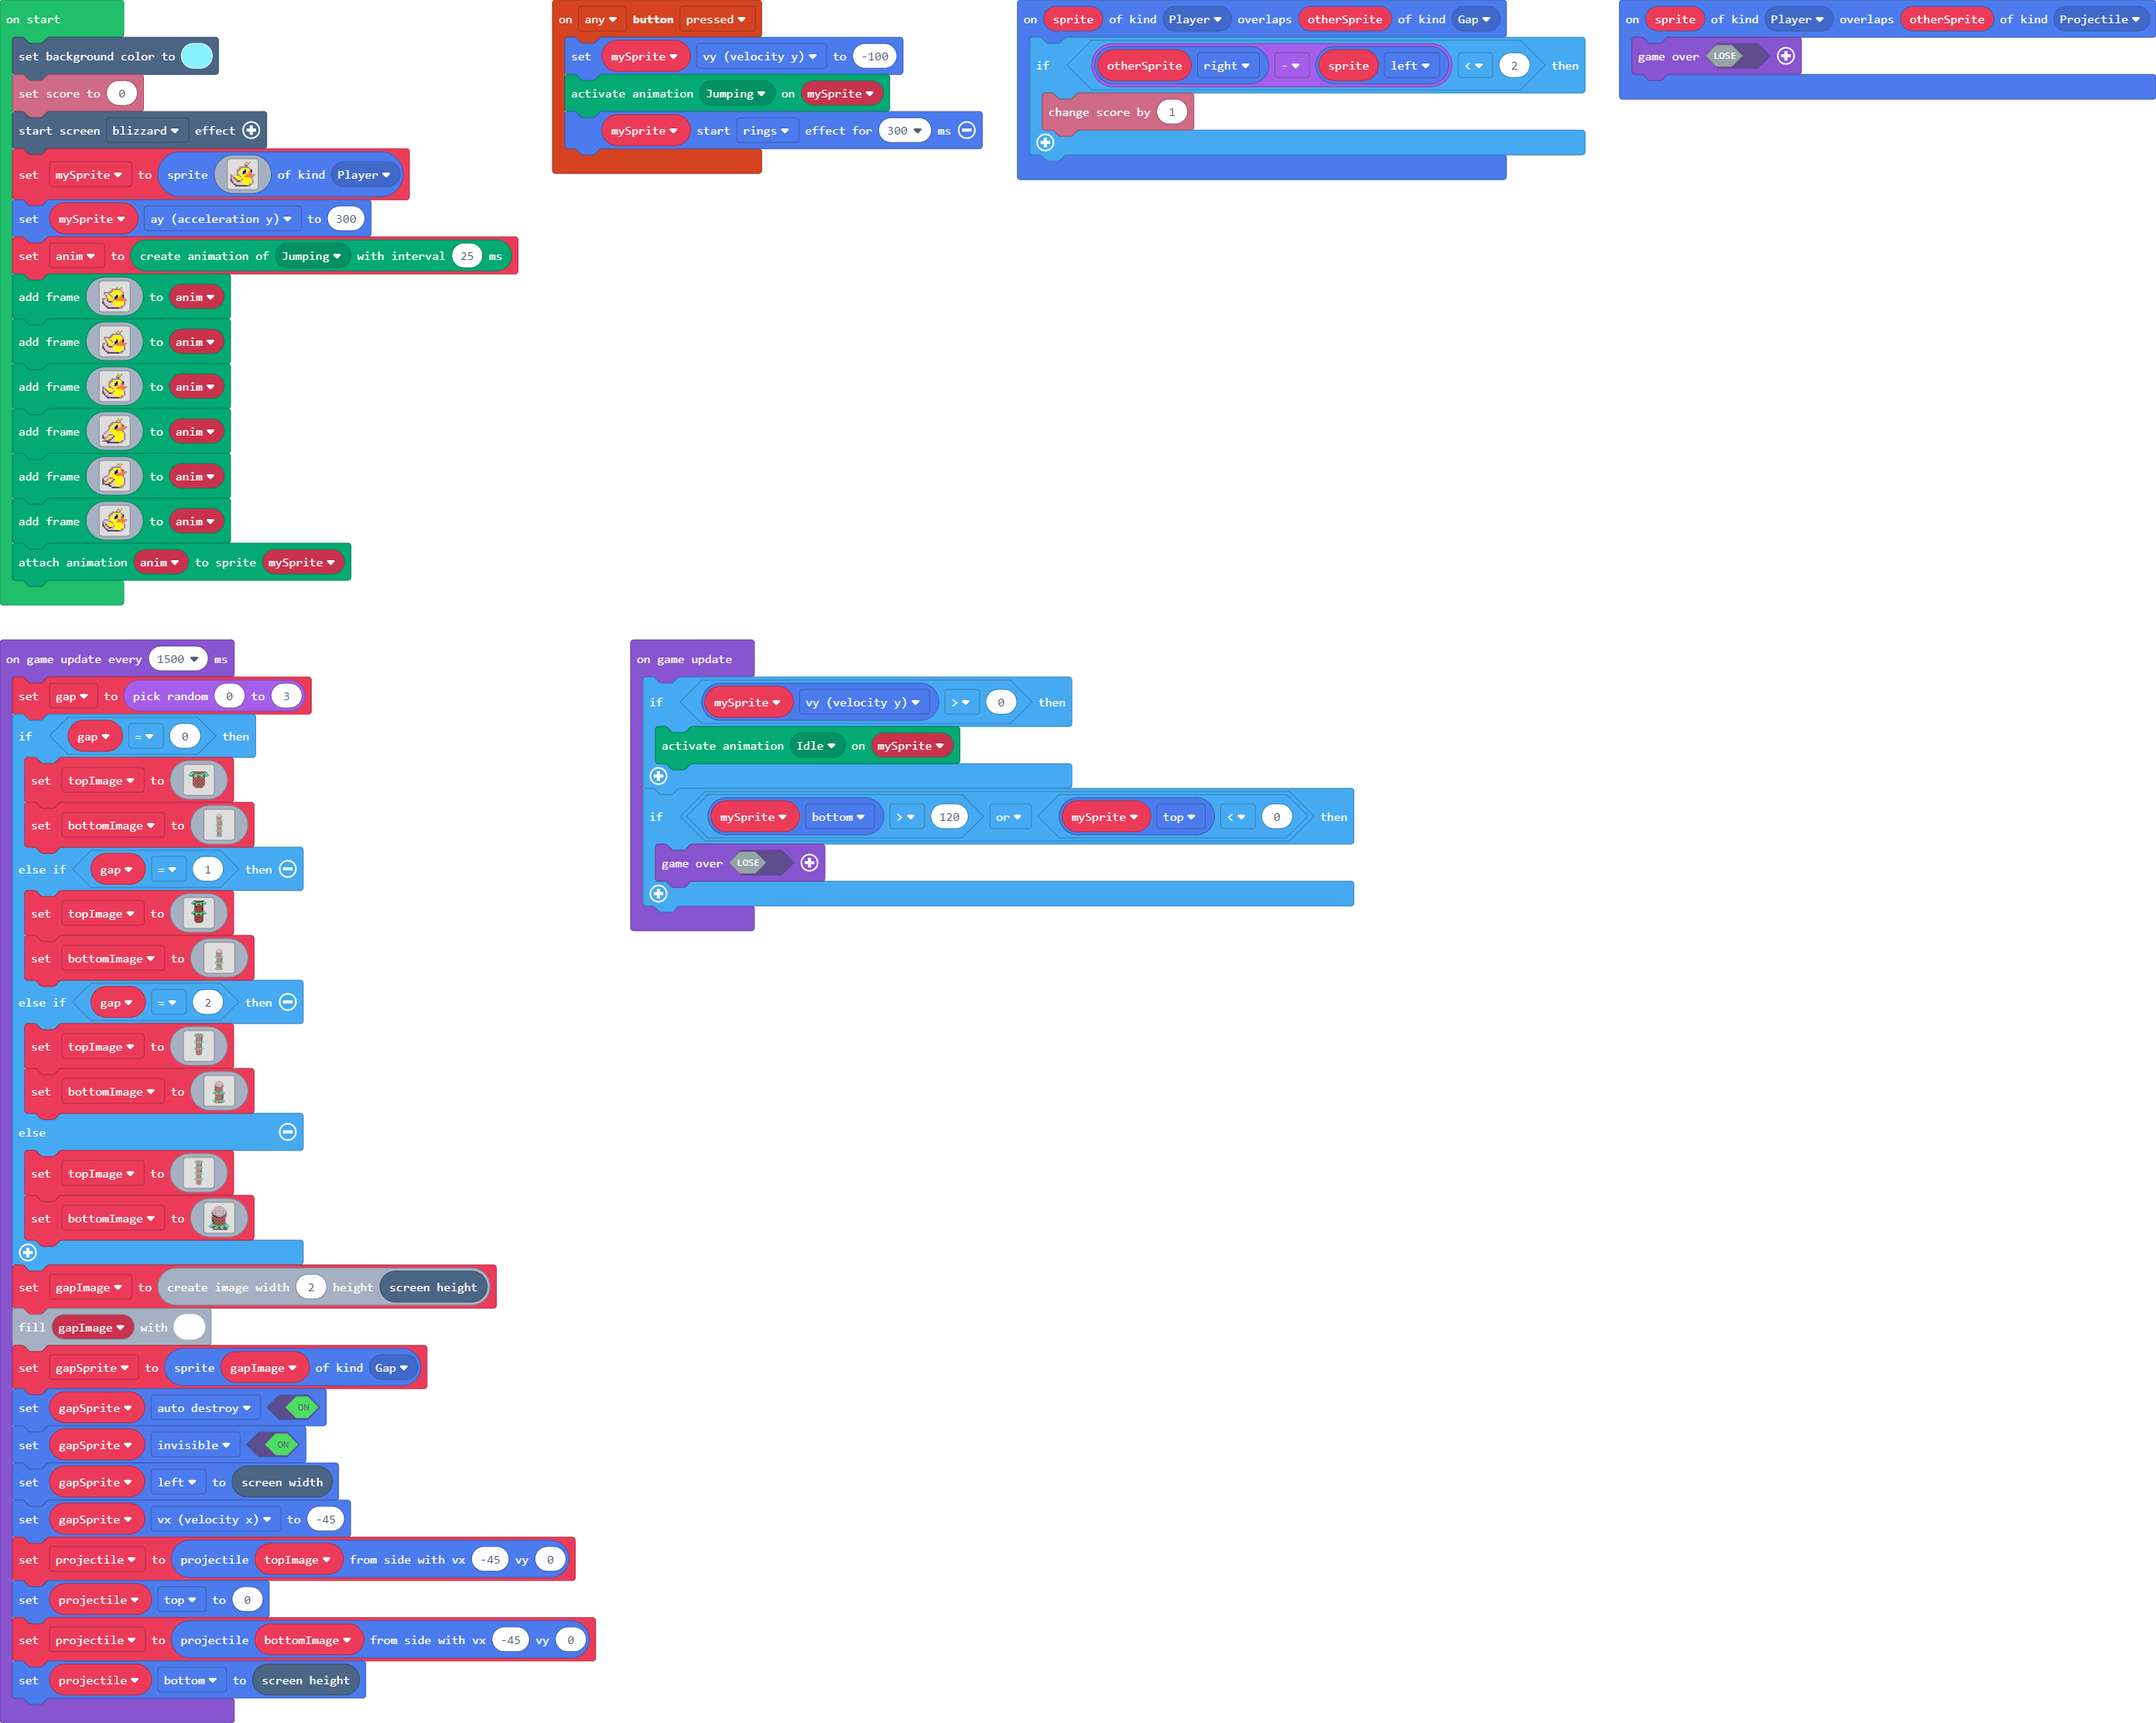 on start
set background color to
set score to 0
start screen blizzard effect
set mySprite to sprite of kind Player
set mySprite ay (acceleration y) to 300
set anim to create animation of Jumping with interval 25 ms
add frame to anim
add frame to anim
add frame to anim
add frame to anim
add frame to anim
add frame to anim
attach animation anim to sprite mySprite
on any button pressed
set mySprite vy (velocity y) to -100
activate animation Jumping on mySprite
mySprite start rings effect for 300 ms
on sprite of kind Player overlaps otherSprite of kind Gap
if otherSprite right - sprite left < 2 then
change score by 1
on sprite of kind Player overlaps otherSprite of kind Projectile
game over LOSE
on game update every 1500 ms
set gap to pick random 0 to 3
if gap = 0 then
set topImage to
set bottomImage to
else if gap = 1 then
set topImage to
set bottomImage to
else if gap = 2 then
set topImage to
set bottomImage to
else
set topImage to
set bottomImage to
set gapImage to create image width 2 height screen height
fill gapImage with
set gapSprite to sprite gapImage of kind Gap
set gapSprite auto destroy ON
set gapSprite invisible ON
set gapSprite left to screen width
set gapSprite vx (velocity x) to -45
set projectile to projectile topImage from side with vx -45 vy 0
set projectile top to 0
set projectile to projectile bottomImage from side with vx -45 vy 0
set projectile bottom to screen height
on game update
if mySprite vy (velocity y) > 0 then
activate animation Idle on mySprite
if mySprite bottom > 120 or mySprite top < 0 then
game over LOSE